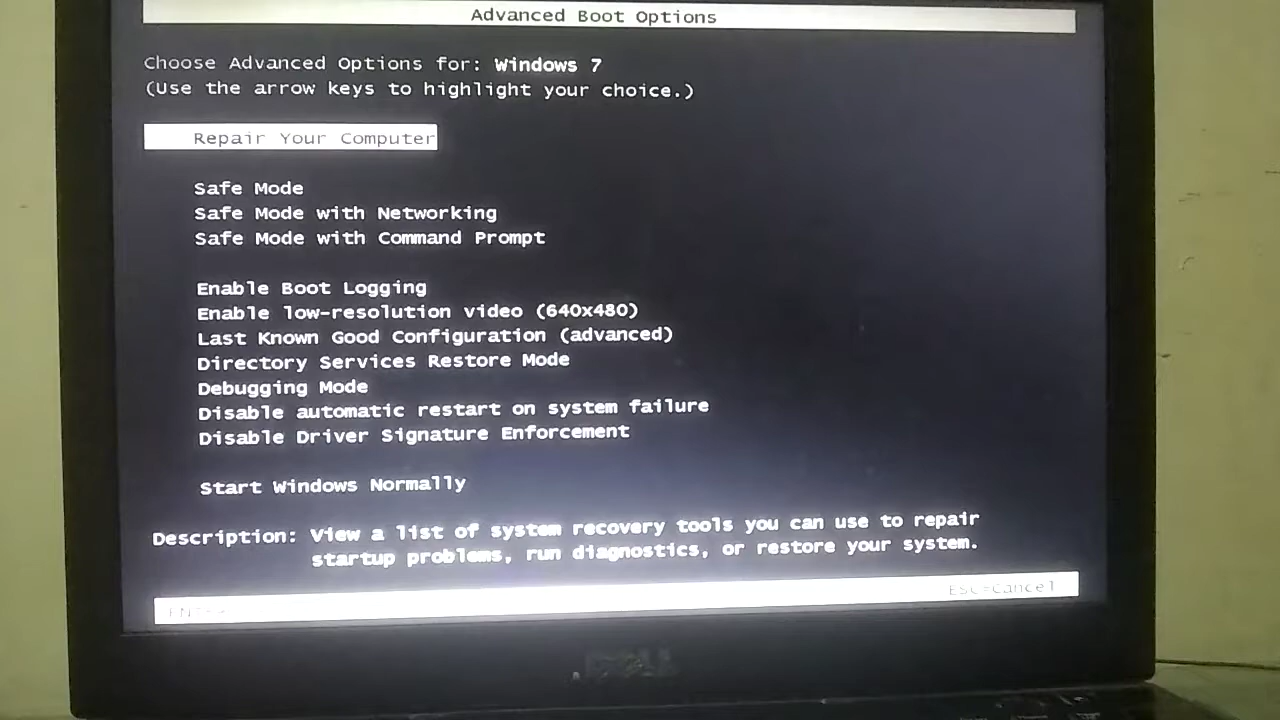 Advanced Boot Options
Choose Advanced Options for: Windows 7
(Use the arrow keys to highlight your choice.)
Repair Your Computer
Safe Mode
Safe Mode with Networking
Safe Mode with Command Prompt
Enable Boot Logging
Enable low-resolution video (640x480)
Last Known Good Configuration (advanced)
Directory Services Restore Mode
Debugging Mode
Disable automatic restart on system failure
Disable Driver Signature Enforcement
Start Windows Normally
Description: View a list of system recovery tools you can use to repair
startup problems, run diagnostics, or restore your system.
ESC=Cancel
DELL